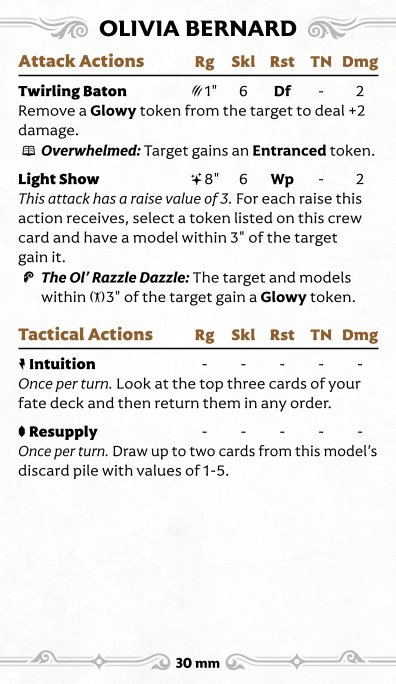 OLIVIA BERNARD
Attack Actions Rg Skl Rst TN Dmg
Twirling Baton 1" 6 Df - 2
Remove a Glowy token from the target to deal +2
damage.
Overwhelmed: Target gains an Entranced token.
Light Show 8" 6 Wp - 2
This attack has a raise value of 3. For each raise this
action receives, select a token listed on this crew
card and have a model within 3" of the target
gain it.
The Ol' Razzle Dazzle: The target and models
within 3" of the target gain a Glowy token.
Tactical Actions Rg Skl Rst TN Dmg
Intuition - - - - -
Once per turn. Look at the top three cards of your
fate deck and then return them in any order.
Resupply - - - - -
Once per turn. Draw up to two cards from this model's
discard pile with values of 1-5.
30 mm